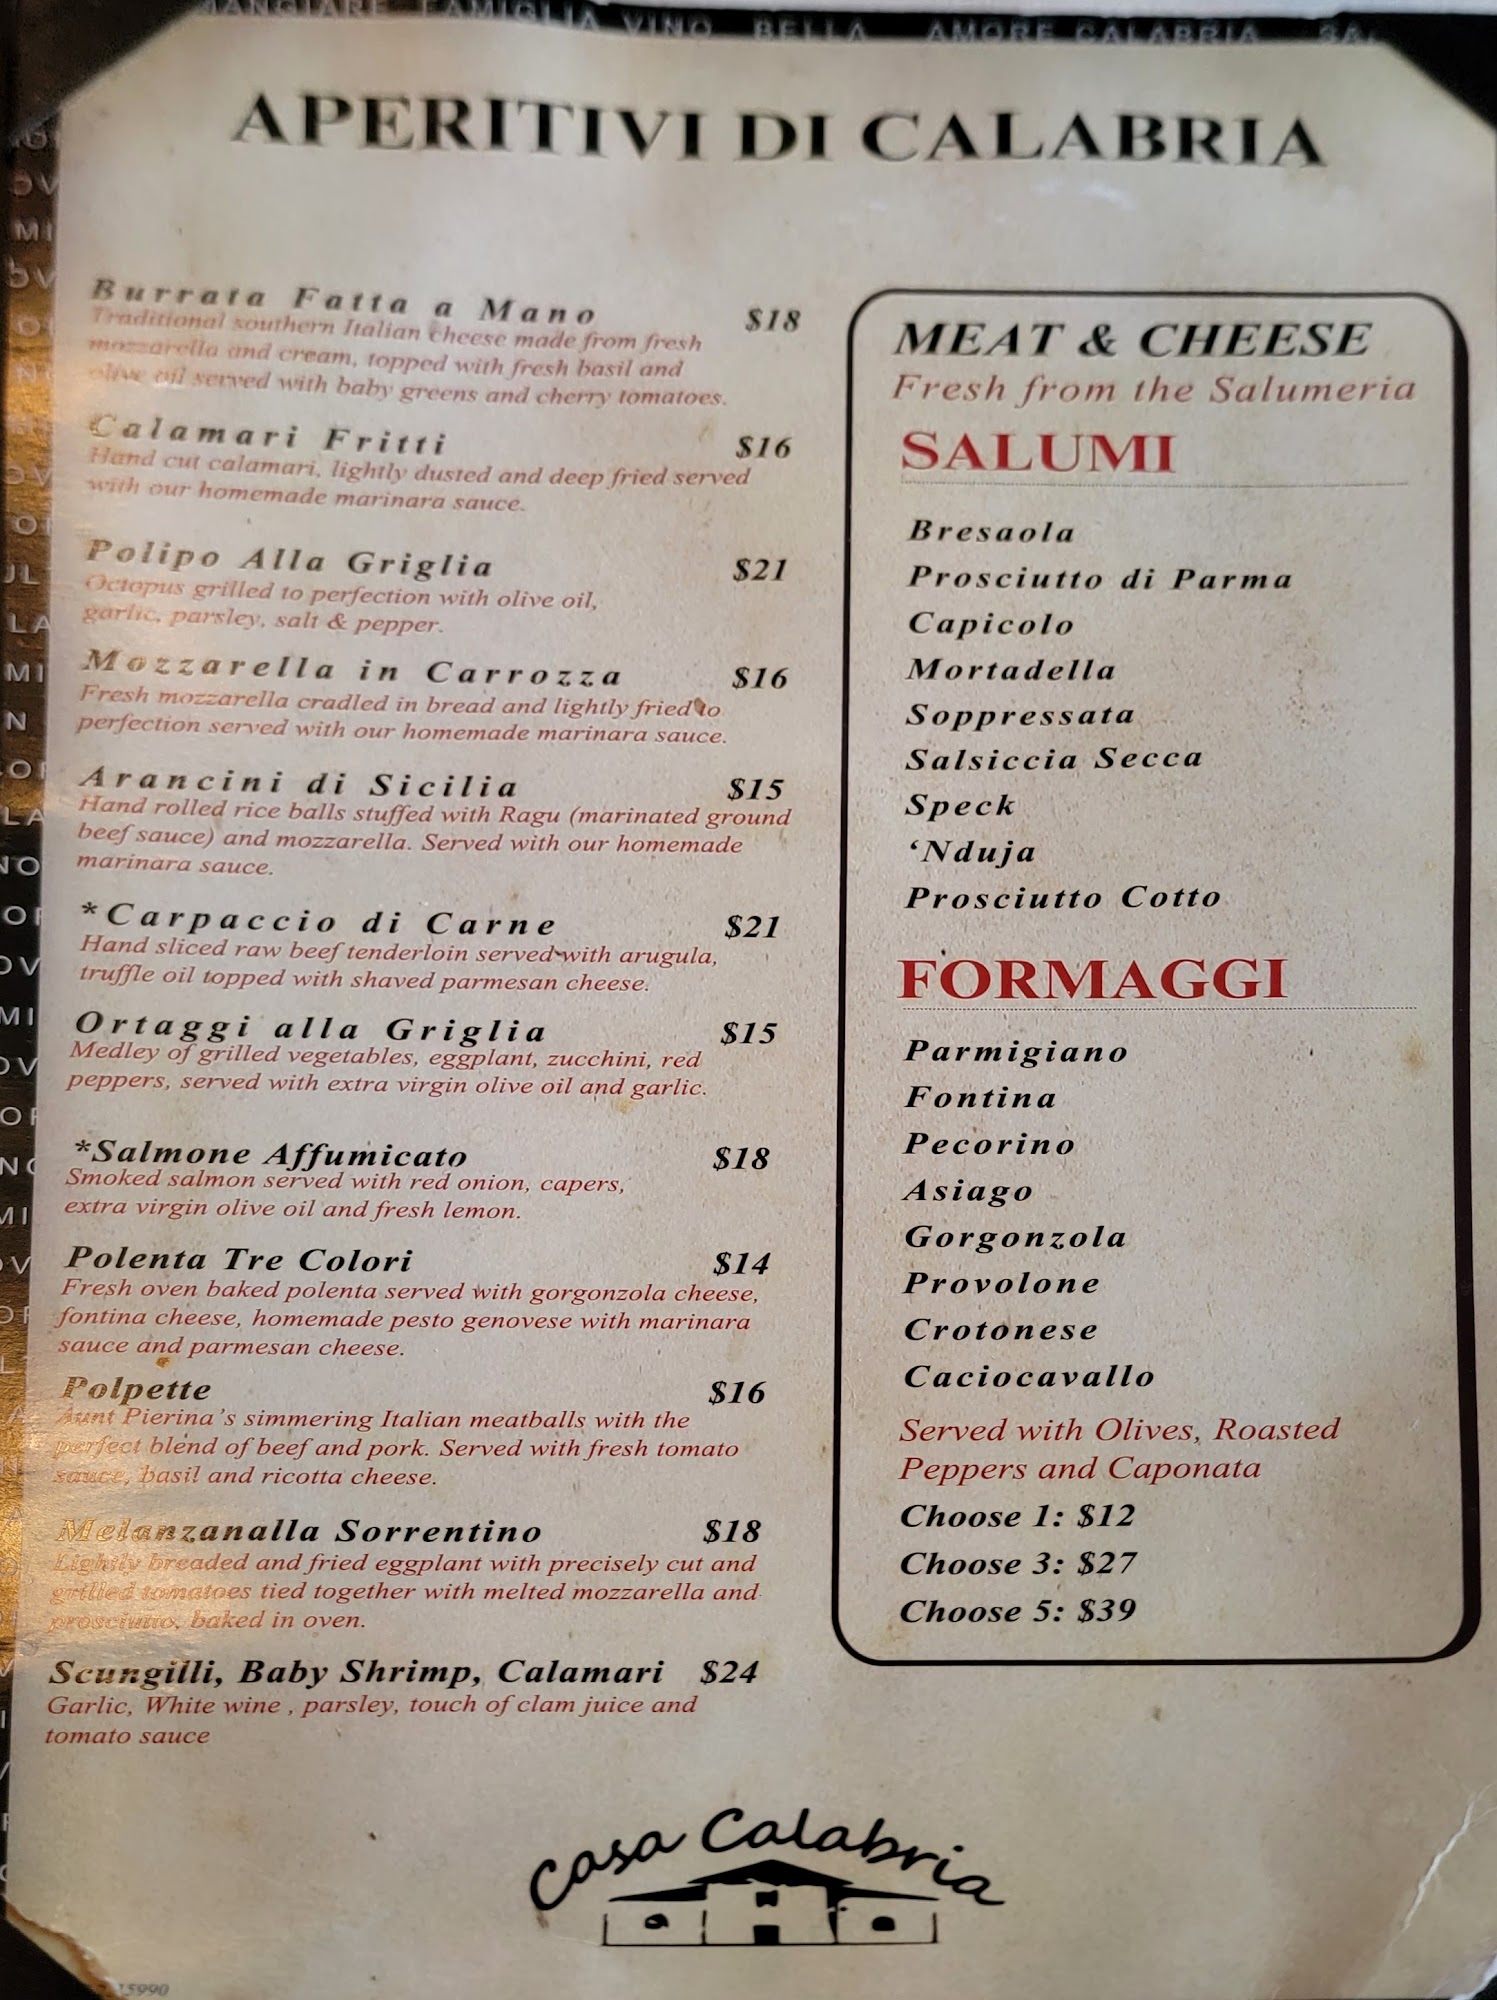 MANGIARE FAMIGLIA VINO BELLA AMORE CALABRIA
APERITIVI DI CALABRIA
Burrata Fatta a Mano $18
Traditional southern Italian cheese made from fresh
mozzarella and cream, topped with fresh basil and
olive oil served with baby greens and cherry tomatoes.
Calamari Fritti $16
Hand cut calamari, lightly dusted and deep fried served
with our homemade marinara sauce.
Polipo Alla Griglia $21
Octopus grilled to perfection with olive oil,
garlic, parsley, salt & pepper.
Mozzarella in Carrozza $16
Fresh mozzarella cradled in bread and lightly fried to
perfection served with our homemade marinara sauce.
Arancini di Sicilia $15
Hand rolled rice balls stuffed with Ragu (marinated ground
beef sauce) and mozzarella. Served with our homemade
marinara sauce.
*Carpaccio di Carne $21
Hand sliced raw beef tenderloin served with arugula,
truffle oil topped with shaved parmesan cheese.
Ortaggi alla Griglia $15
Medley of grilled vegetables, eggplant, zucchini, red
peppers, served with extra virgin olive oil and garlic.
*Salmone Affumicato $18
Smoked salmon served with red onion, capers,
extra virgin olive oil and fresh lemon.
Polenta Tre Colori $14
Fresh oven baked polenta served with gorgonzola cheese,
fontina cheese, homemade pesto genovese with marinara
sauce and parmesan cheese.
Polpette $16
Aunt Pierina's simmering Italian meatballs with the
perfect blend of beef and pork. Served with fresh tomato
sauce, basil and ricotta cheese.
Melanzanalla Sorrentino $18
Lightly breaded and fried eggplant with precisely cut and
grilled tomatoes tied together with melted mozzarella and
prosciutto, baked in oven.
Scungilli, Baby Shrimp, Calamari $24
Garlic, White wine , parsley, touch of clam juice and
tomato sauce
MEAT & CHEESE
Fresh from the Salumeria
SALUMI
Bresaola
Prosciutto di Parma
Capicolo
Mortadella
Soppressata
Salsiccia Secca
Speck
‘Nduja
Prosciutto Cotto
FORMAGGI
Parmigiano
Fontina
Pecorino
Asiago
Gorgonzola
Provolone
Crotonese
Caciocavallo
Served with Olives, Roasted
Peppers and Caponata
Choose 1: $12
Choose 3: $27
Choose 5: $39
Casa Calabria
15990